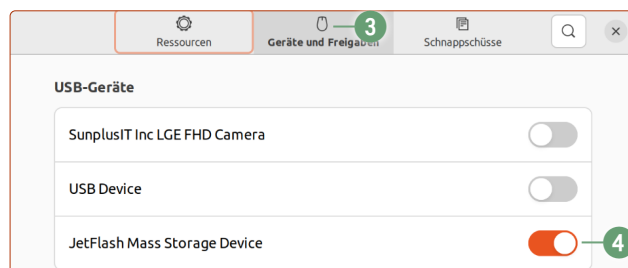 3
Ressourcen
Geräte und Freigaben
Schnappschüsse
USB-Geräte
SunplusIT Inc LGE FHD Camera
USB Device
JetFlash Mass Storage Device
4